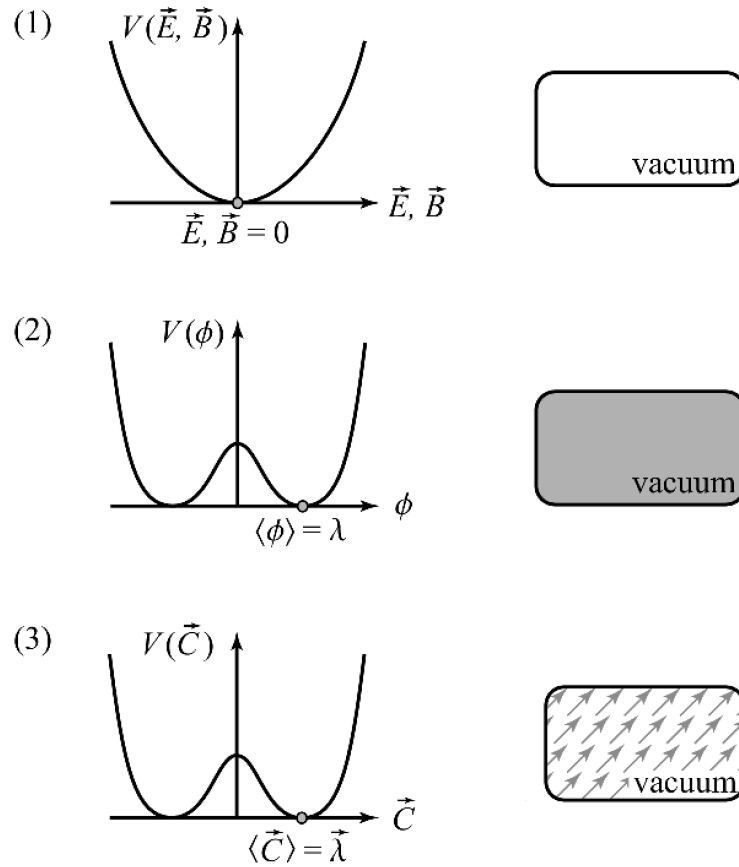 (1)
V(E⃗, B⃗)
E⃗, B⃗
E⃗, B⃗ = 0
vacuum
(2)
V(ϕ)
ϕ
⟨ϕ⟩ = λ
vacuum
(3)
V(C⃗)
C⃗
⟨C⃗⟩ = λ⃗
vacuum